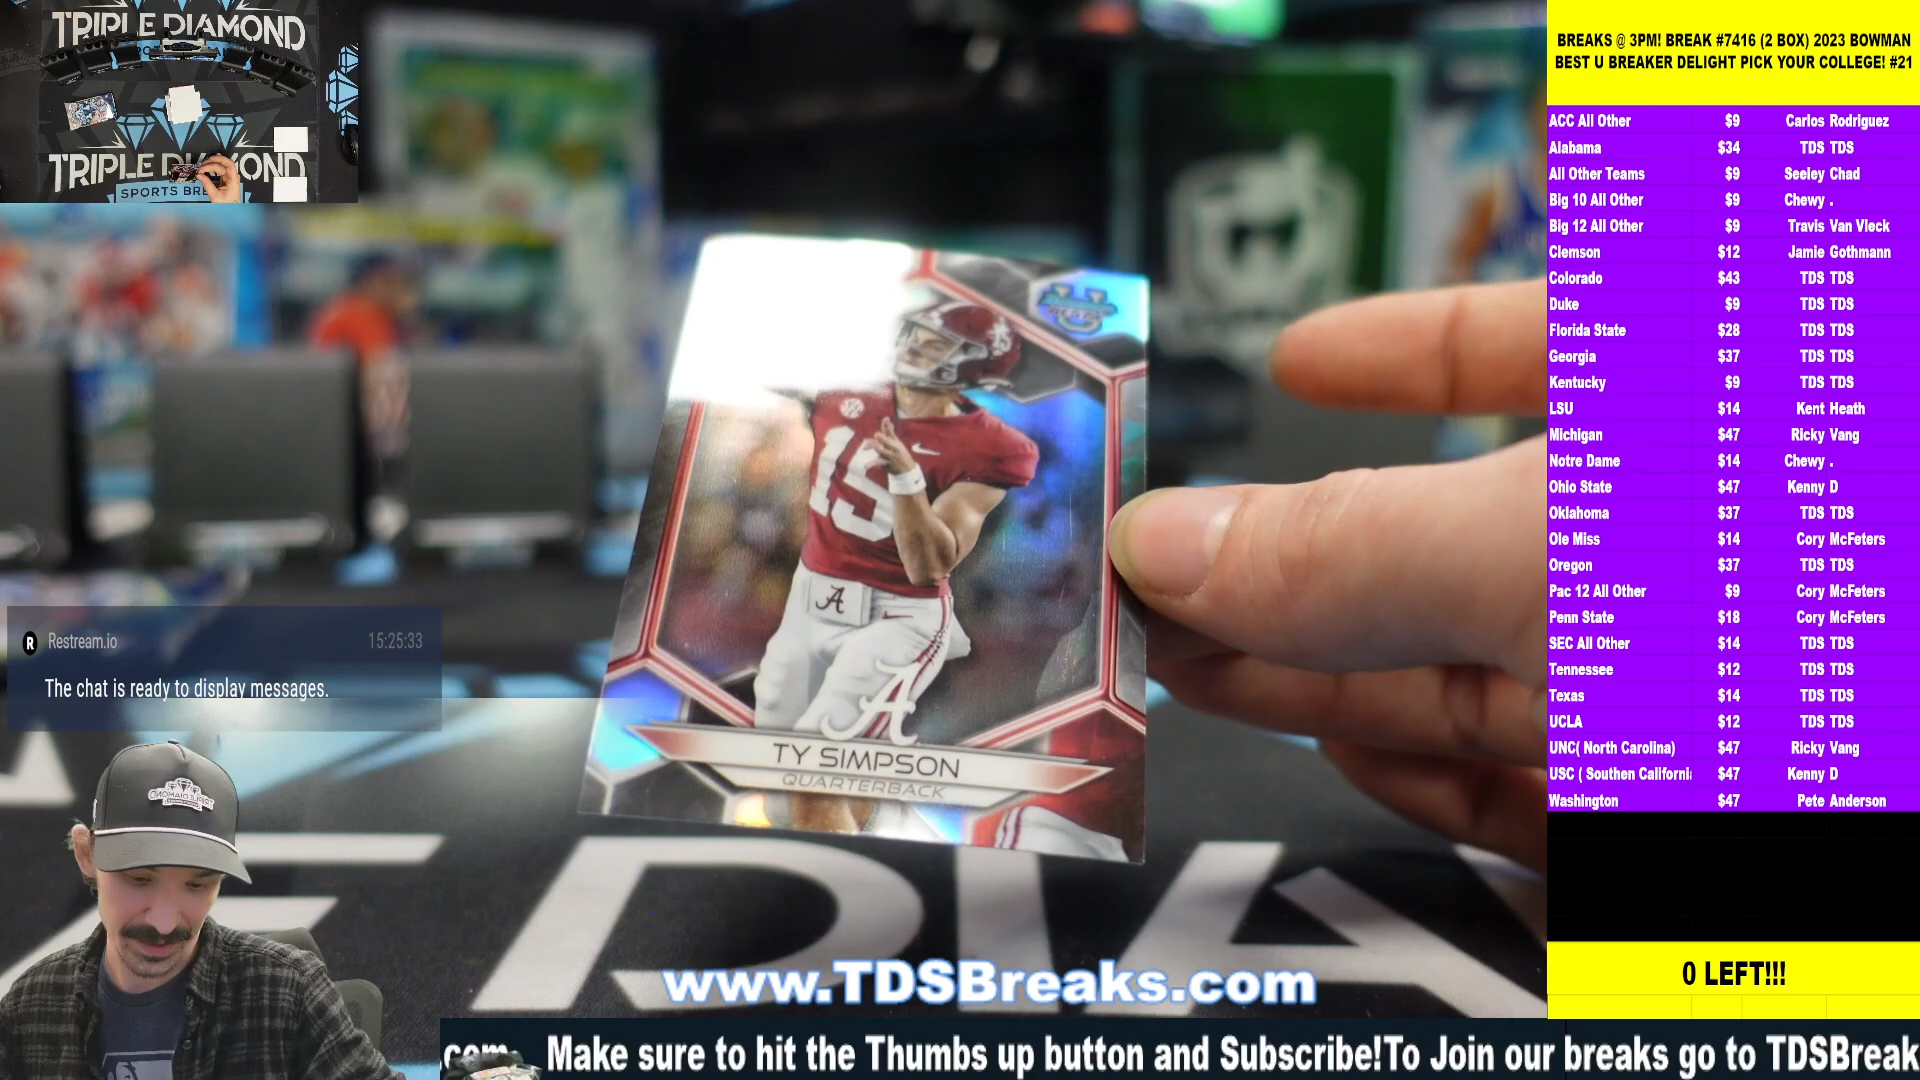 TRIPLE DIAMOND
TRIPLE DIAMOND
SPORTS BRE
BREAKS @ 3PM! BREAK #7416 (2 BOX) 2023 BOWMAN
BEST U BREAKER DELIGHT PICK YOUR COLLEGE! #21
ACC All Other $9 Carlos Rodriguez
Alabama $34 TDS TDS
All Other Teams $9 Seeley Chad
Big 10 All Other $9 Chewy .
Big 12 All Other $9 Travis Van Vleck
Clemson $12 Jamie Gothmann
Colorado $43 TDS TDS
Duke $9 TDS TDS
Florida State $28 TDS TDS
Georgia $37 TDS TDS
Kentucky $9 TDS TDS
LSU $14 Kent Heath
Michigan $47 Ricky Vang
Notre Dame $14 Chewy .
Ohio State $47 Kenny D
Oklahoma $37 TDS TDS
Ole Miss $14 Cory McFeters
Oregon $37 TDS TDS
Pac 12 All Other $9 Cory McFeters
Penn State $18 Cory McFeters
SEC All Other $14 TDS TDS
Tennessee $12 TDS TDS
Texas $14 TDS TDS
UCLA $12 TDS TDS
UNC( North Carolina) $47 Ricky Vang
USC ( Southen California $47 Kenny D
Washington $47 Pete Anderson
0 LEFT!!!
15
A
A
TY SIMPSON
QUARTERBACK
R Restream.io 15:25:33
The chat is ready to display messages.
www.TDSBreaks.com
.com Make sure to hit the Thumbs up button and Subscribe!To Join our breaks go to TDSBreak